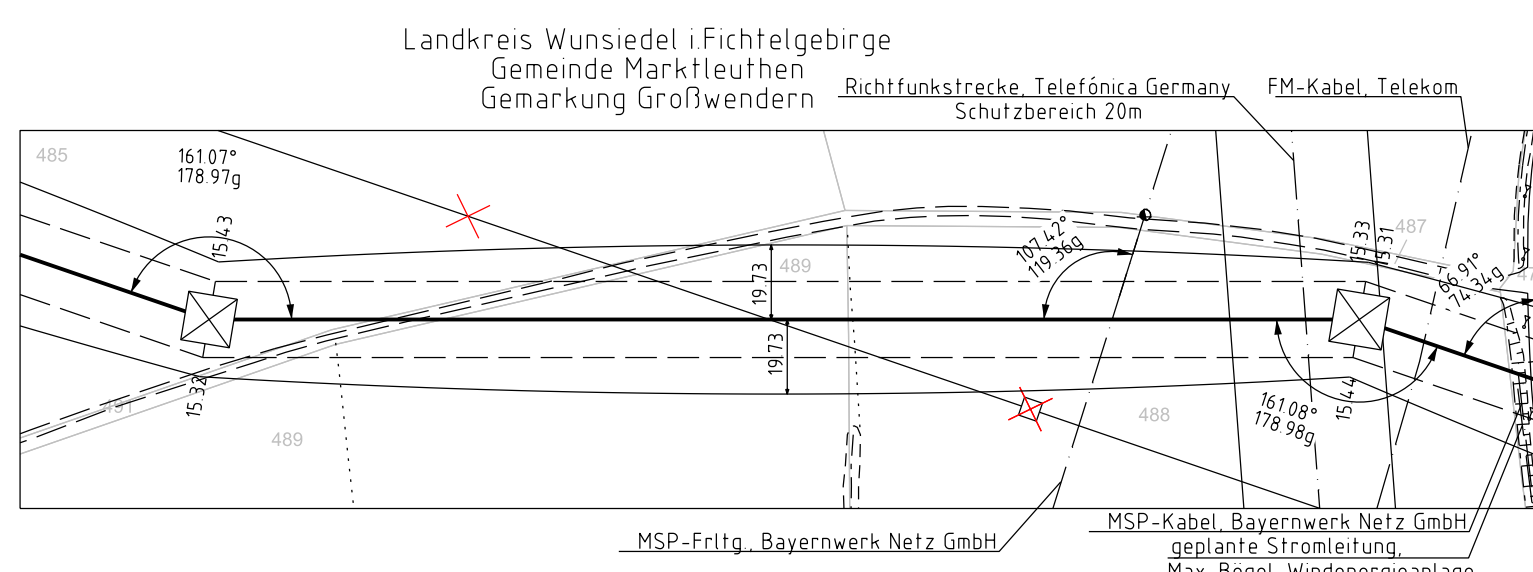 Landkreis Wunsiedel i.Fichtelgebirge
Gemeinde Marktleuthen
Gemarkung Großwendern
Richtfunkstrecke, Telefónica Germany
Schutzbereich 20m
FM-Kabel, Telekom
485
161.07°
178.97g
15.43
489
19.73
19.73
107.42°
119.36g
15.33
15.31
487
66.91°
74.34g
15.32
491
489
488
161.08°
178.98g
15.44
MSP-Frltg., Bayernwerk Netz GmbH
MSP-Kabel, Bayernwerk Netz GmbH
geplante Stromleitung,
Max Bögel, Windenergieanlage